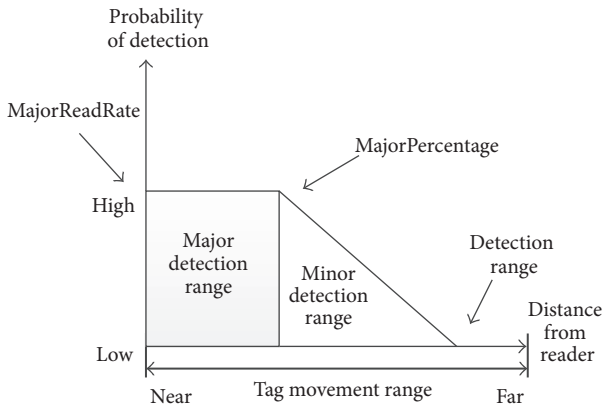 Probability
of detection
MajorReadRate
MajorPercentage
High
Major
detection
range
Minor
detection
range
Detection
range
Distance
from
reader
Low
Near
Tag movement range
Far